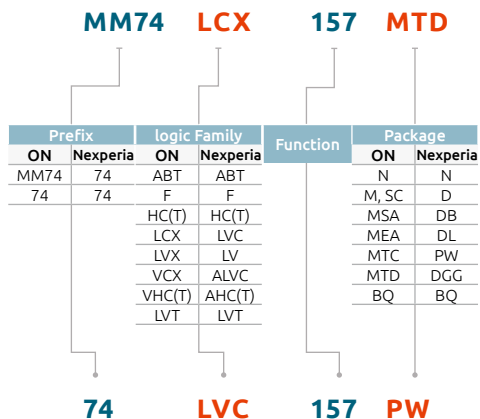 MM74 LCX 157 MTD
Prefix logic Family Function Package
ON Nexperia ON Nexperia ON Nexperia
MM74 74 ABT ABT N N
74 74 F F M, SC D
HC(T) HC(T) MSA DB
LCX LVC MEA DL
LVX LV MTC PW
VCX ALVC MTD DGG
VHC(T) AHC(T) BQ BQ
LVT LVT
74 LVC 157 PW